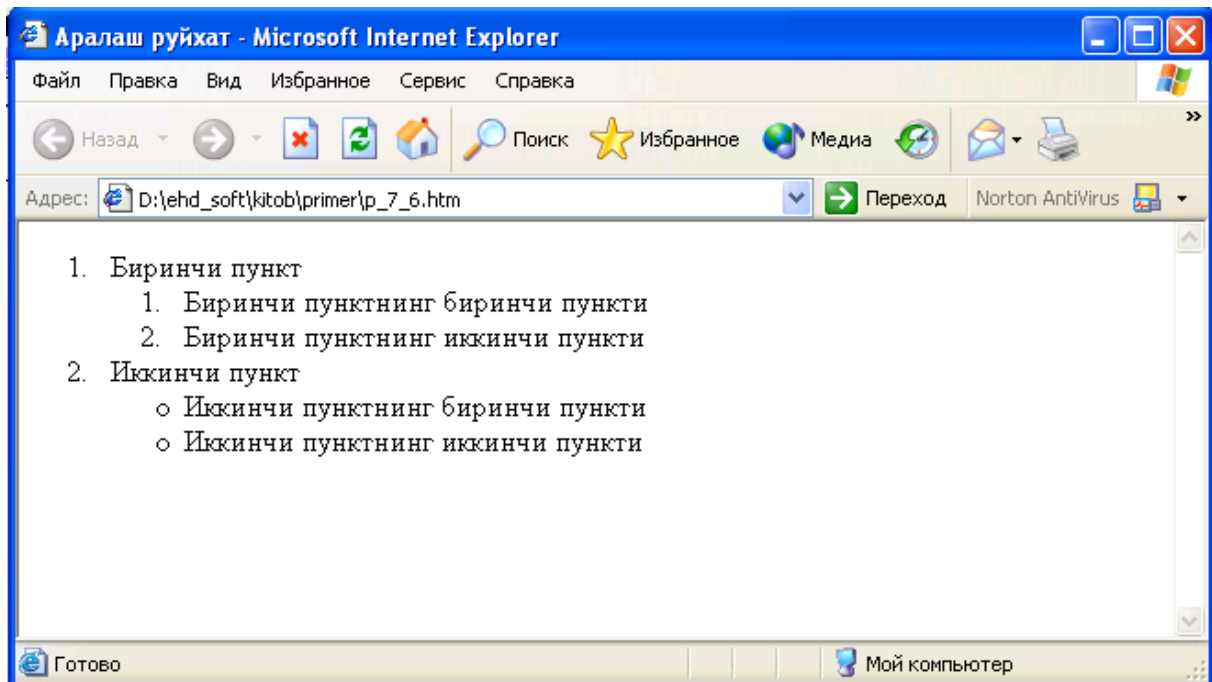 Аралаш руйхат - Microsoft Internet Explorer
Файл Правка Вид Избранное Сервис Справка
Назад Поиск Избранное Медиа »
Адрес: D:\ehd_soft\kitob\primer\p_7_6.htm Переход Norton AntiVirus
1. Биринчи пункт
1. Биринчи пунктнинг биринчи пункти
2. Биринчи пунктнинг иккинчи пункти
2. Иккинчи пункт
o Иккинчи пунктнинг биринчи пункти
o Иккинчи пунктнинг иккинчи пункти
Готово Мой компьютер